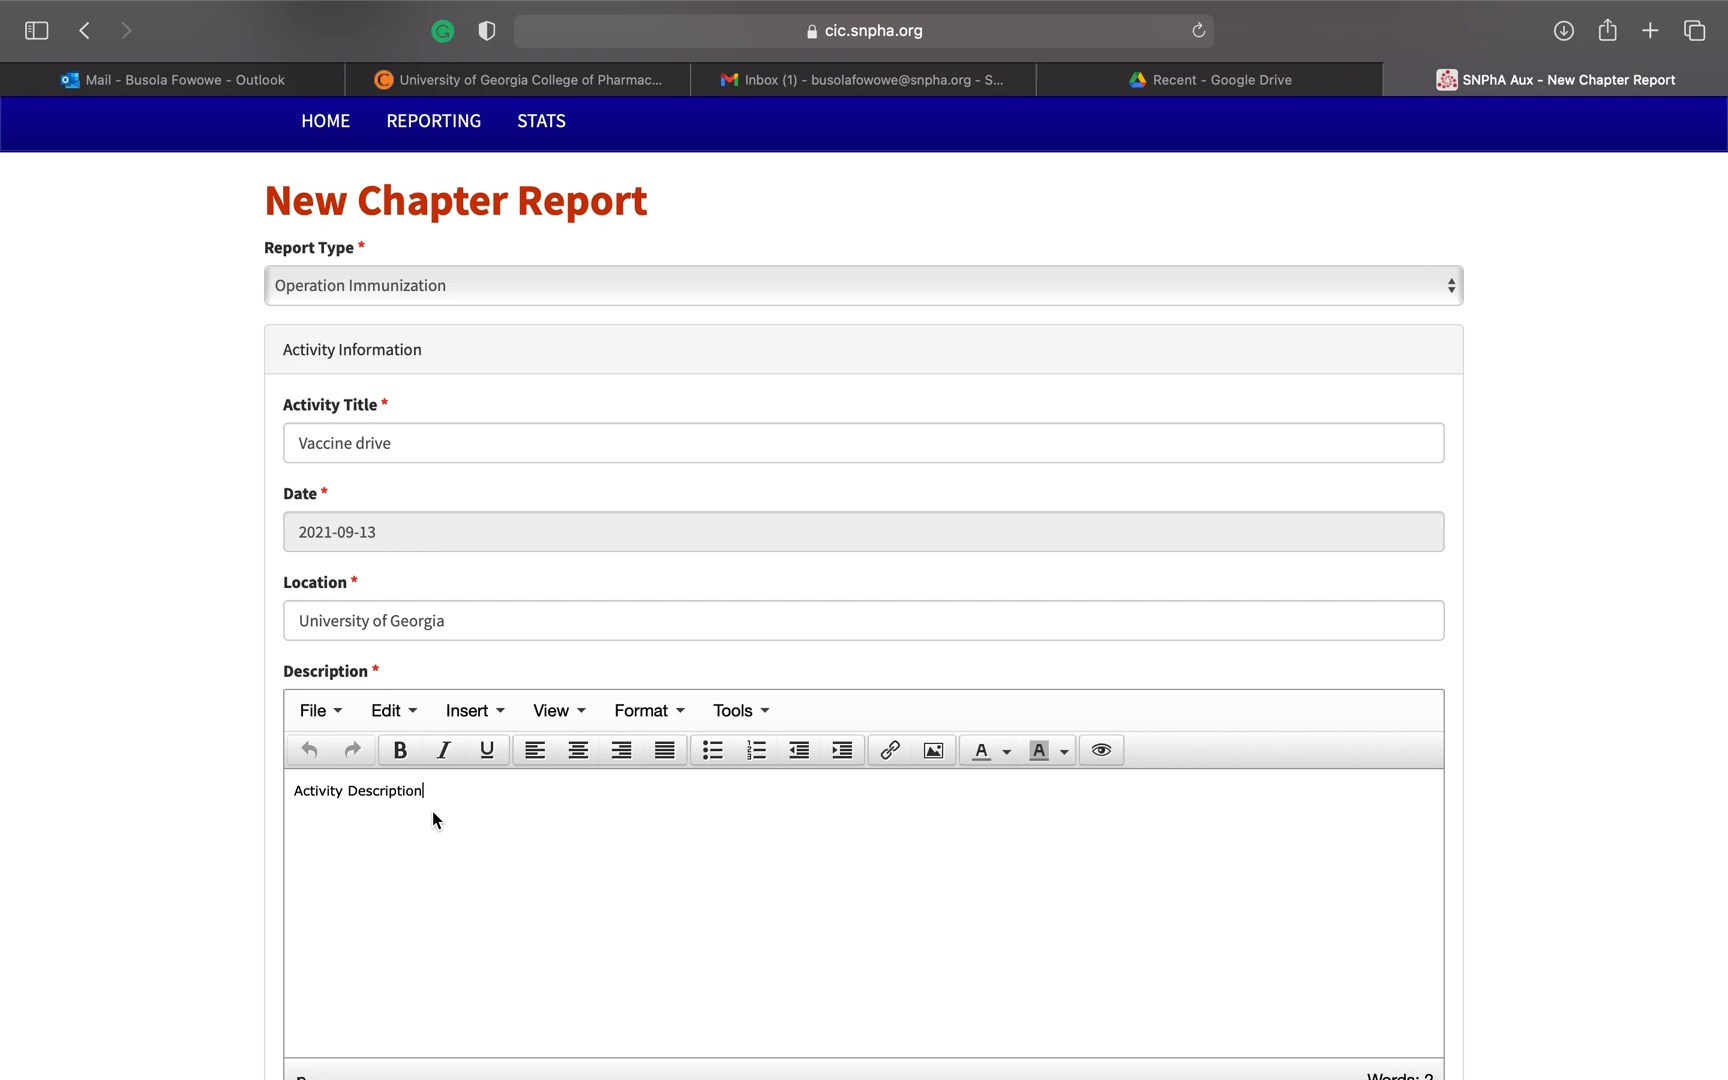 cic.snpha.org
Mail - Busola Fowowe - Outlook
University of Georgia College of Pharmac...
Inbox (1) - busolafowowe@snpha.org - S...
Recent - Google Drive
SNPhA Aux - New Chapter Report
HOME REPORTING STATS
New Chapter Report
Report Type *
Operation Immunization
Activity Information
Activity Title *
Vaccine drive
Date *
2021-09-13
Location *
University of Georgia
Description *
File Edit Insert View Format Tools
B I U A A
Activity Description